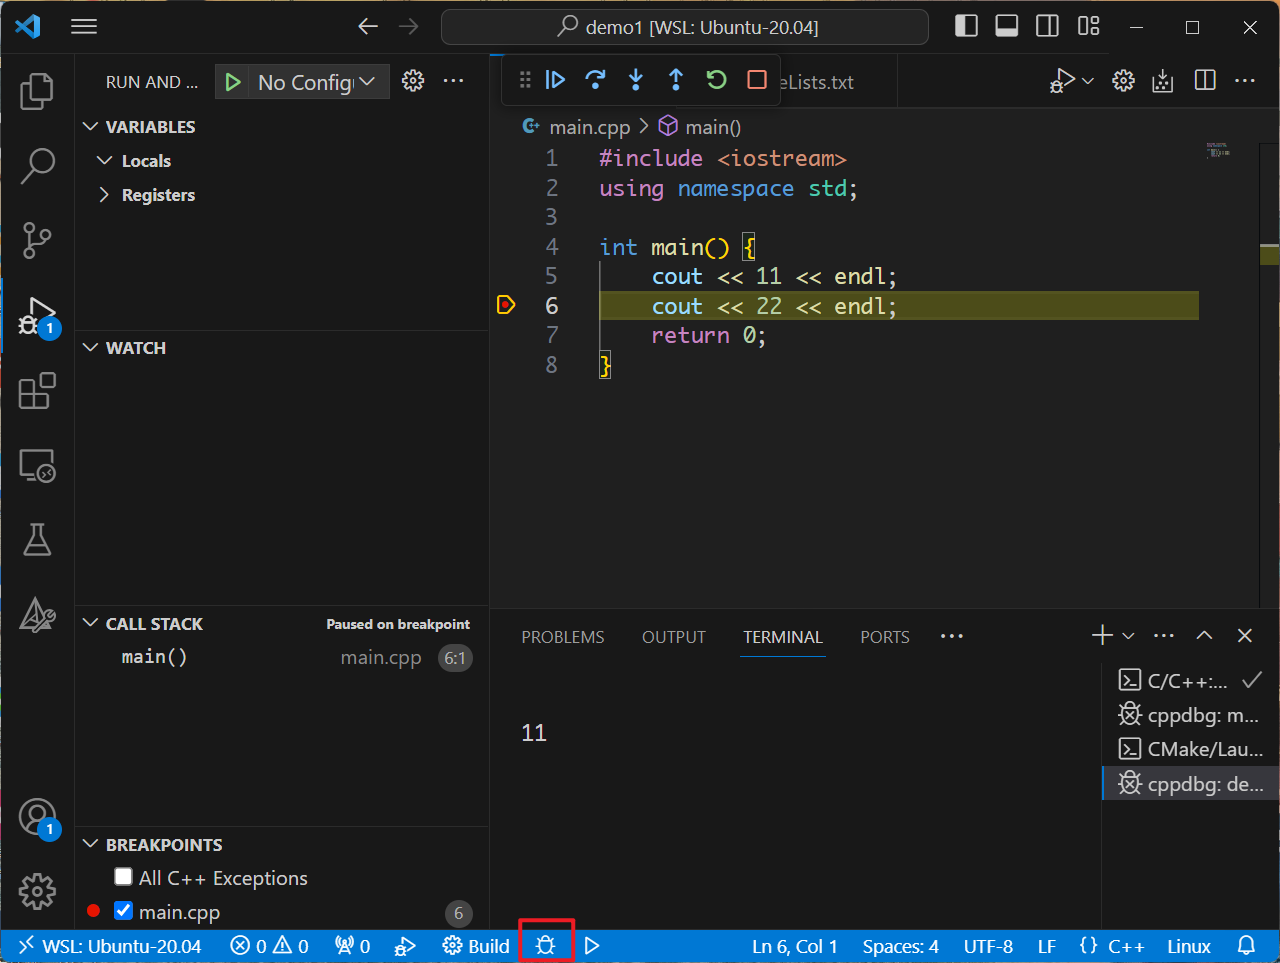 demo1 [WSL: Ubuntu-20.04]
RUN AND ...
No Config
eLists.txt
VARIABLES
Locals
Registers
main.cpp > main()
1 #include <iostream>
2 using namespace std;
3
4 int main() {
5 cout << 11 << endl;
6 cout << 22 << endl;
7 return 0;
8 }
1
WATCH
CALL STACK Paused on breakpoint
main() main.cpp 6:1
PROBLEMS OUTPUT TERMINAL PORTS ...
11
C/C++:...
cppdbg: m...
CMake/Lau...
cppdbg: de...
1
BREAKPOINTS
All C++ Exceptions
main.cpp 6
WSL: Ubuntu-20.04 0 0 0 Build Ln 6, Col 1 Spaces: 4 UTF-8 LF {} C++ Linux